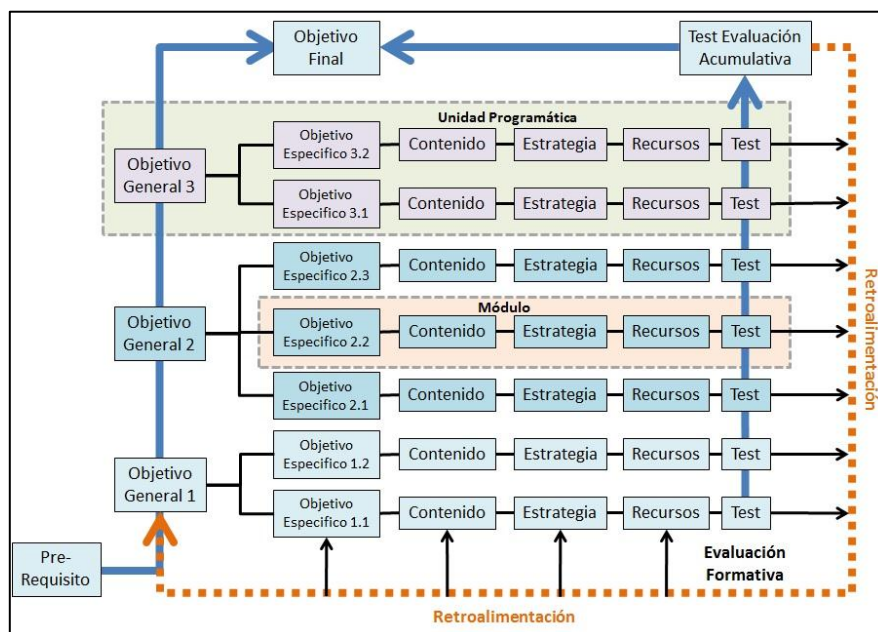 Objetivo
Final
Test Evaluación
Acumulativa
Unidad Programática
Objetivo
General 3
Objetivo
Especifico 3.2
Contenido
Estrategia
Recursos
Test
Objetivo
Especifico 3.1
Contenido
Estrategia
Recursos
Test
Objetivo
General 2
Objetivo
Especifico 2.3
Contenido
Estrategia
Recursos
Test
Módulo
Objetivo
Especifico 2.2
Contenido
Estrategia
Recursos
Test
Objetivo
Especifico 2.1
Contenido
Estrategia
Recursos
Test
Retroalimentación
Objetivo
General 1
Objetivo
Especifico 1.2
Contenido
Estrategia
Recursos
Test
Objetivo
Especifico 1.1
Contenido
Estrategia
Recursos
Test
Pre-
Requisito
Evaluación
Formativa
Retroalimentación